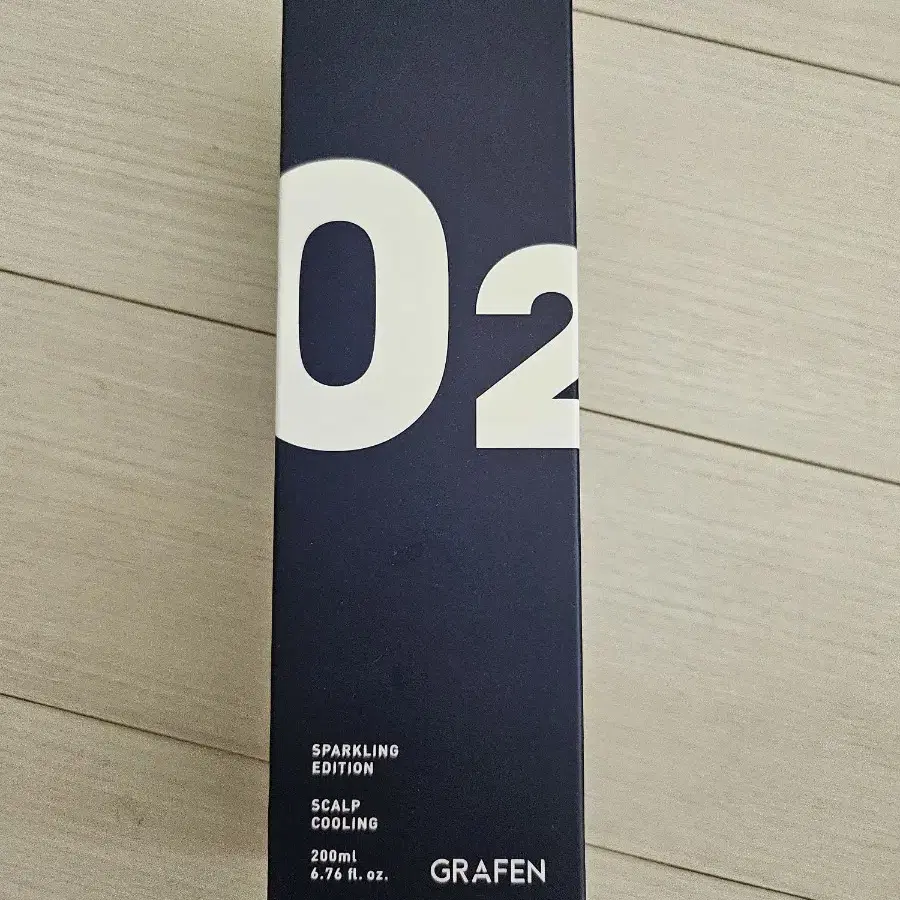 O2
SPARKLING
EDITION
SCALP
COOLING
200ml
6.76 fl. oz.
GRAFEN